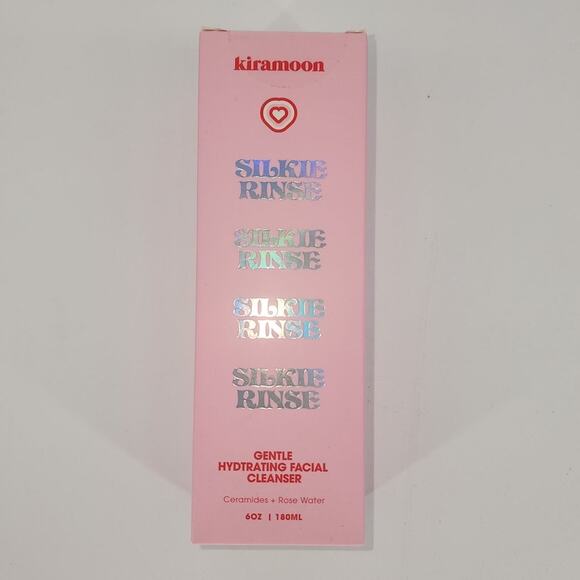 kiramoon
SILKIE
RINSE
SILKIE
RINSE
SILKIE
RINSE
SILKIE
RINSE
GENTLE
HYDTRATING FACIAL
CLEANSER
Ceramides + Rose Water
6OZ | 180ML